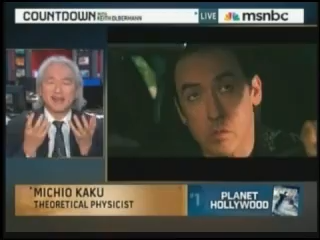 COUNTDOWN
WITH
KEITH OLBERMANN
LIVE
msnbc
*MICHIO KAKU
THEORETICAL PHYSICIST
1
PLANET
HOLLYWOOD